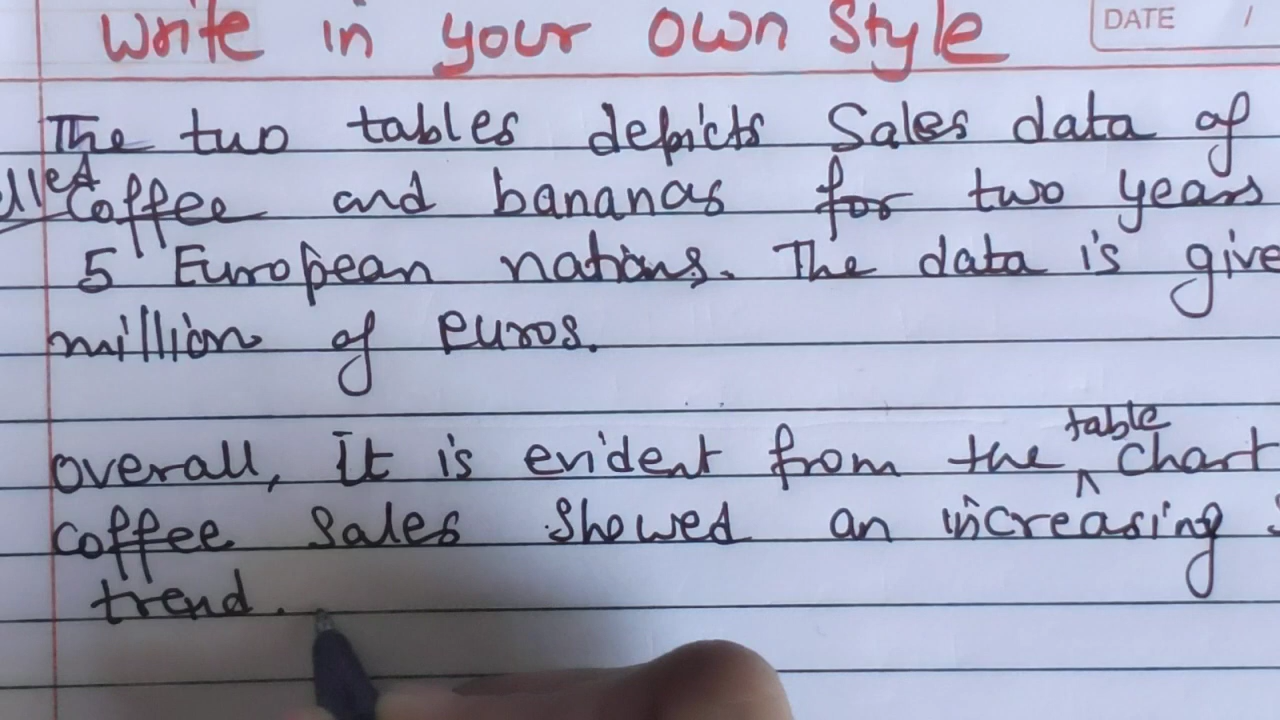 Write in your own Style
DATE /
The two tables depicts Sales data of
Coffee and bananas for two years
5 European nations. The data is give
million of euros.
table
Overall, It is evident from the ^ Chart
coffee Sales Showed an increasing
trend.